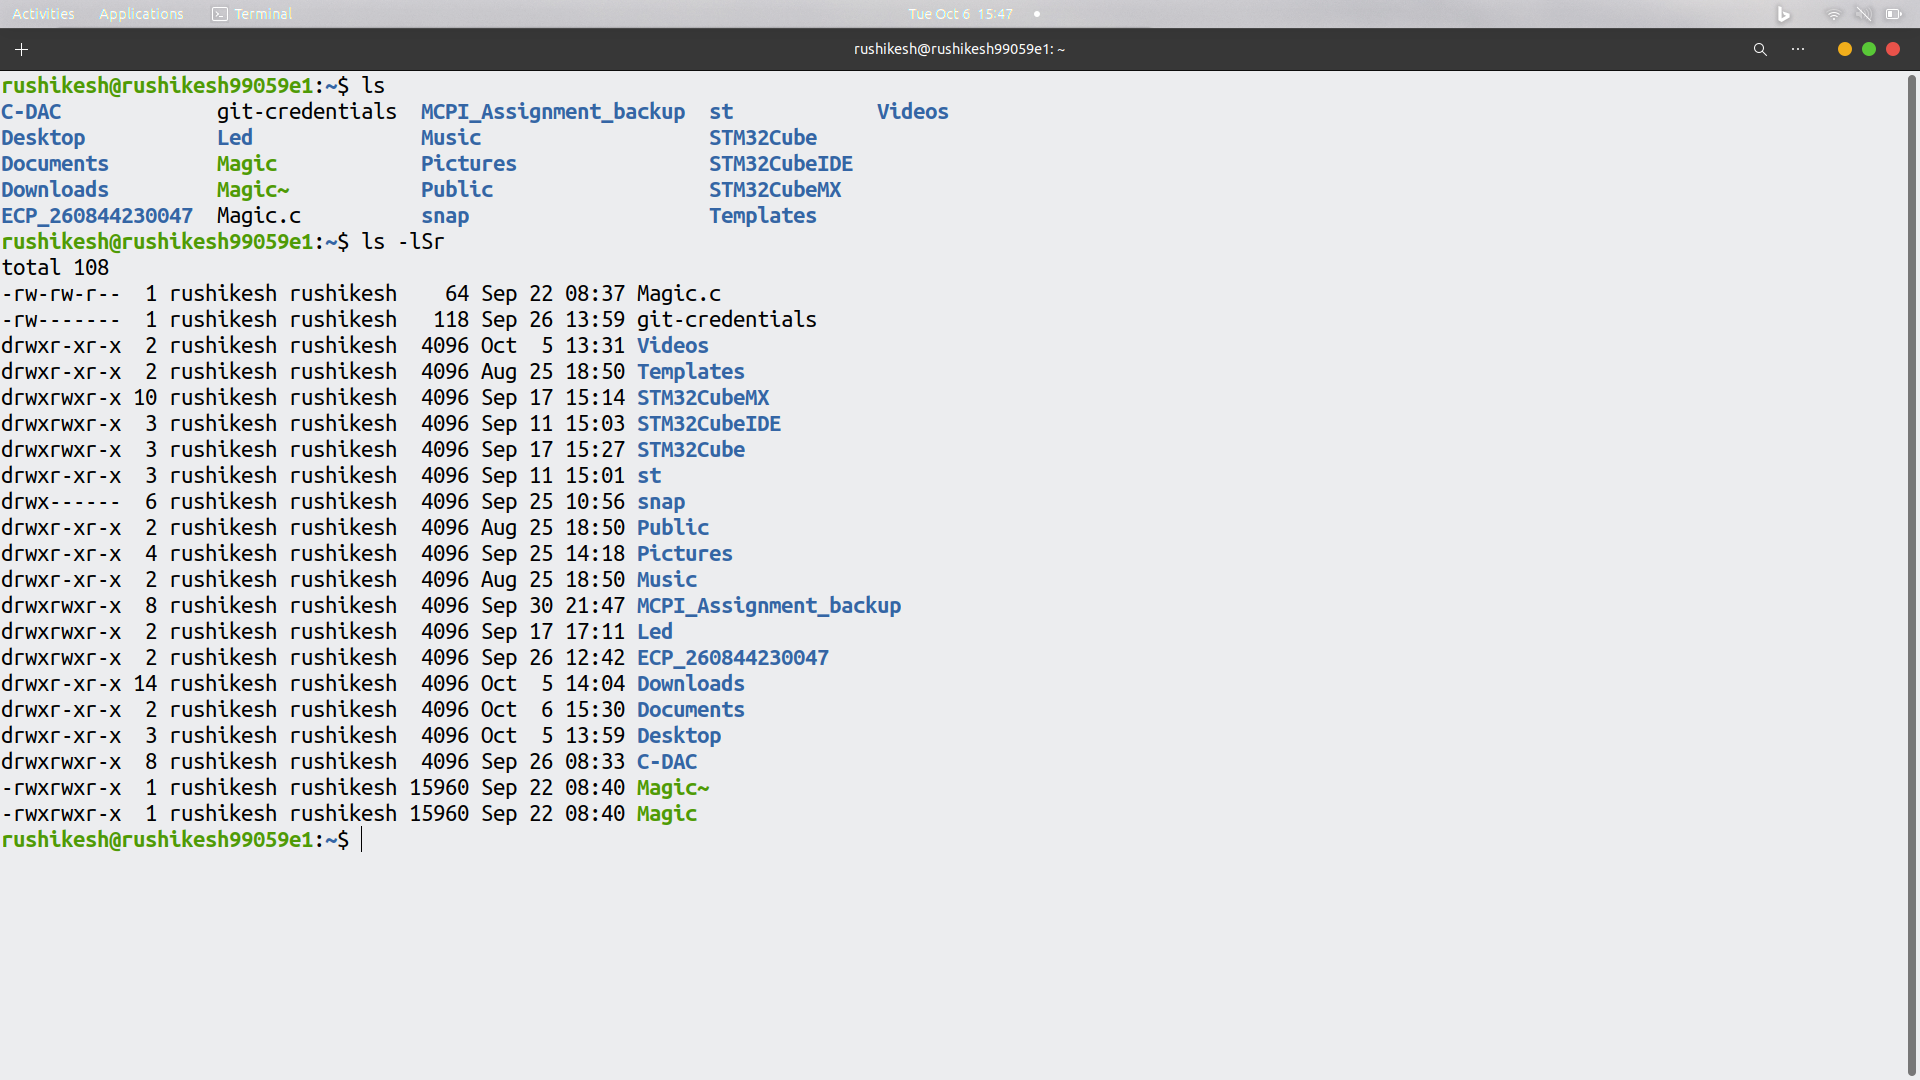 Activities Applications Terminal Tue Oct 6 15:47
rushikesh@rushikesh99059e1: ~
rushikesh@rushikesh99059e1:~$ ls
C-DAC git-credentials MCPI_Assignment_backup st Videos
Desktop Led Music STM32Cube
Documents Magic Pictures STM32CubeIDE
Downloads Magic~ Public STM32CubeMX
ECP_260844230047 Magic.c snap Templates
rushikesh@rushikesh99059e1:~$ ls -lSr
total 108
-rw-rw-r-- 1 rushikesh rushikesh 64 Sep 22 08:37 Magic.c
-rw------- 1 rushikesh rushikesh 118 Sep 26 13:59 git-credentials
drwxr-xr-x 2 rushikesh rushikesh 4096 Oct 5 13:31 Videos
drwxr-xr-x 2 rushikesh rushikesh 4096 Aug 25 18:50 Templates
drwxrwxr-x 10 rushikesh rushikesh 4096 Sep 17 15:14 STM32CubeMX
drwxrwxr-x 3 rushikesh rushikesh 4096 Sep 11 15:03 STM32CubeIDE
drwxrwxr-x 3 rushikesh rushikesh 4096 Sep 17 15:27 STM32Cube
drwxr-xr-x 3 rushikesh rushikesh 4096 Sep 11 15:01 st
drwx------ 6 rushikesh rushikesh 4096 Sep 25 10:56 snap
drwxr-xr-x 2 rushikesh rushikesh 4096 Aug 25 18:50 Public
drwxr-xr-x 4 rushikesh rushikesh 4096 Sep 25 14:18 Pictures
drwxr-xr-x 2 rushikesh rushikesh 4096 Aug 25 18:50 Music
drwxrwxr-x 8 rushikesh rushikesh 4096 Sep 30 21:47 MCPI_Assignment_backup
drwxrwxr-x 2 rushikesh rushikesh 4096 Sep 17 17:11 Led
drwxrwxr-x 2 rushikesh rushikesh 4096 Sep 26 12:42 ECP_260844230047
drwxr-xr-x 14 rushikesh rushikesh 4096 Oct 5 14:04 Downloads
drwxr-xr-x 2 rushikesh rushikesh 4096 Oct 6 15:30 Documents
drwxr-xr-x 3 rushikesh rushikesh 4096 Oct 5 13:59 Desktop
drwxrwxr-x 8 rushikesh rushikesh 4096 Sep 26 08:33 C-DAC
-rwxrwxr-x 1 rushikesh rushikesh 15960 Sep 22 08:40 Magic~
-rwxrwxr-x 1 rushikesh rushikesh 15960 Sep 22 08:40 Magic
rushikesh@rushikesh99059e1:~$